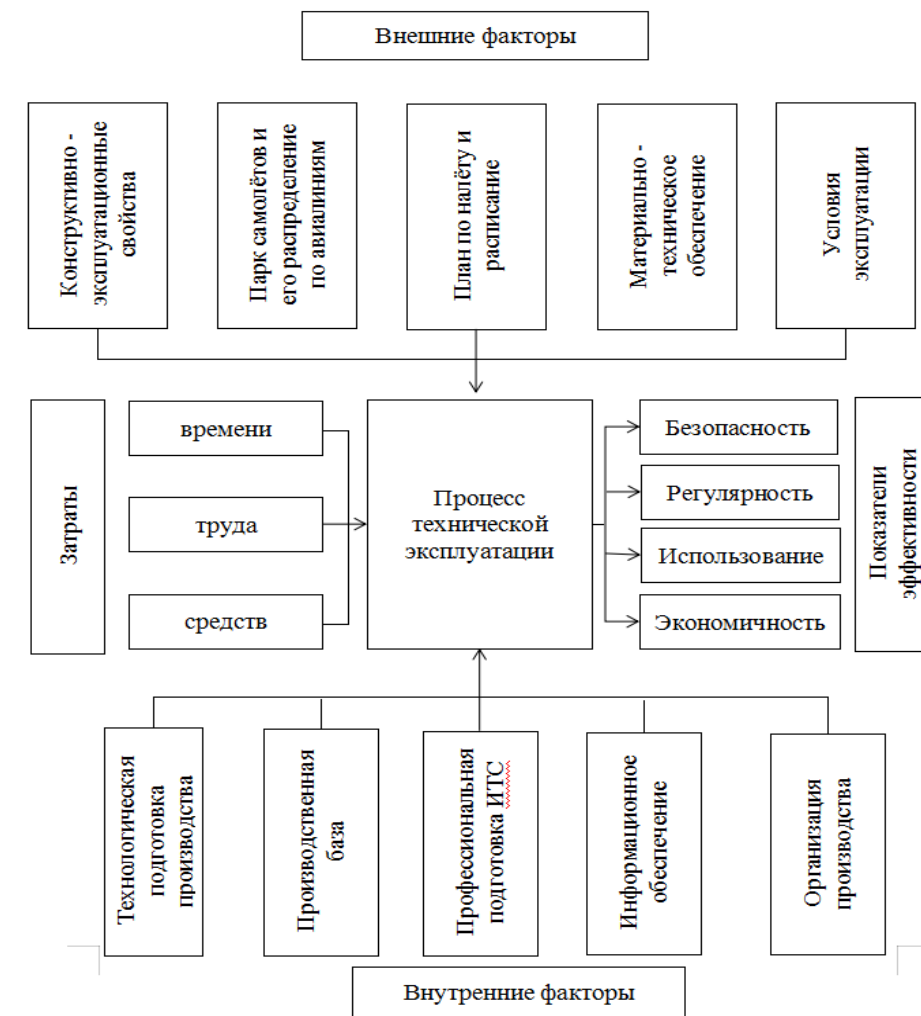 Внешние факторы
Конструктивно -
эксплуатационные
свойства
Парк самолётов и
его распределение
по авиалиниям
План по налёту и
расписание
Материально -
техническое
обеспечение
Условия
эксплуатации
Затраты
времени
труда
средств
Процесс
технической
эксплуатации
Безопасность
Регулярность
Использование
Экономичность
Показатели
эффективности
Технологическая
подготовка
производства
Производственная
база
Профессиональная
подготовка ИТС
Информационное
обеспечение
Организация
производства
Внутренние факторы